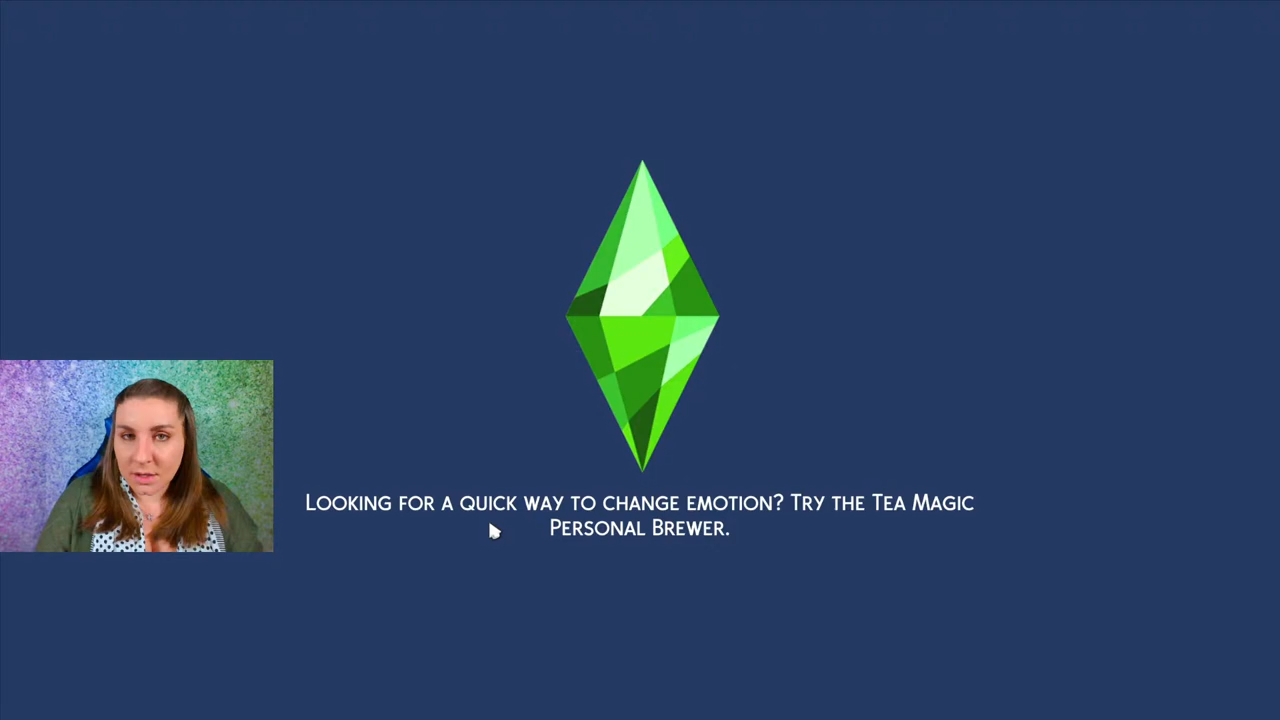 Looking for a quick way to change emotion? Try the Tea Magic
Personal Brewer.